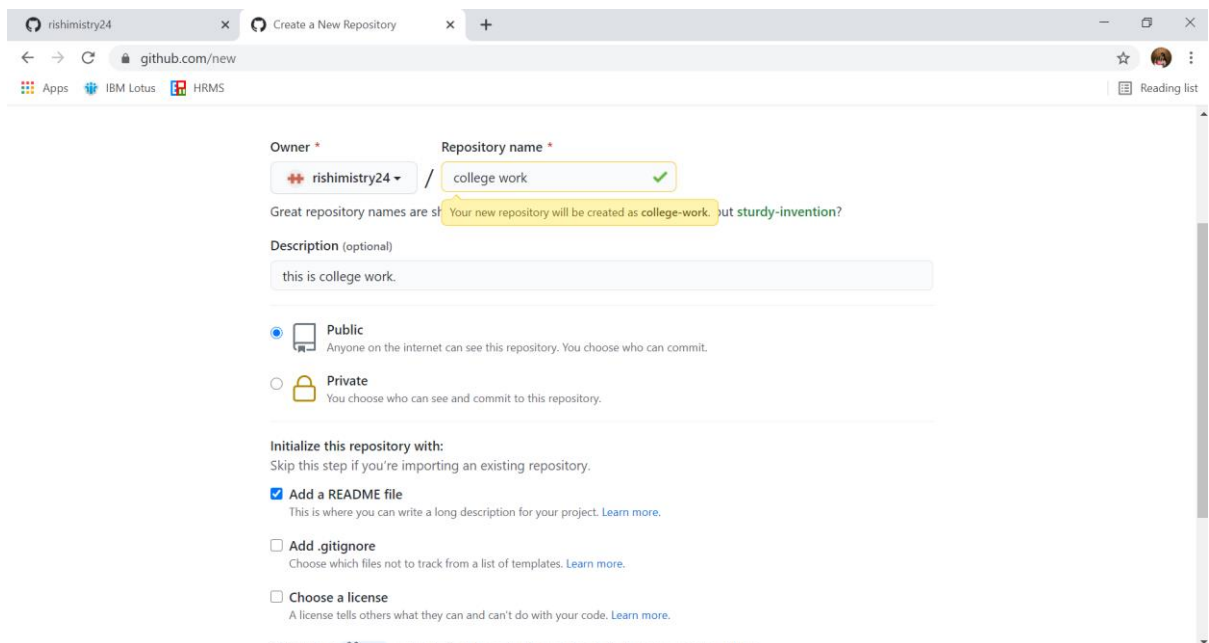 rishimistry24
Create a New Repository
github.com/new
Apps IBM Lotus HRMS Reading list
Owner * Repository name *
rishimistry24 / college work
Great repository names are sh
Your new repository will be created as college-work.
out sturdy-invention?
Description (optional)
this is college work.
Public
Anyone on the internet can see this repository. You choose who can commit.
Private
You choose who can see and commit to this repository.
Initialize this repository with:
Skip this step if you're importing an existing repository.
Add a README file
This is where you can write a long description for your project. Learn more.
Add .gitignore
Choose which files not to track from a list of templates. Learn more.
Choose a license
A license tells others what they can and can't do with your code. Learn more.